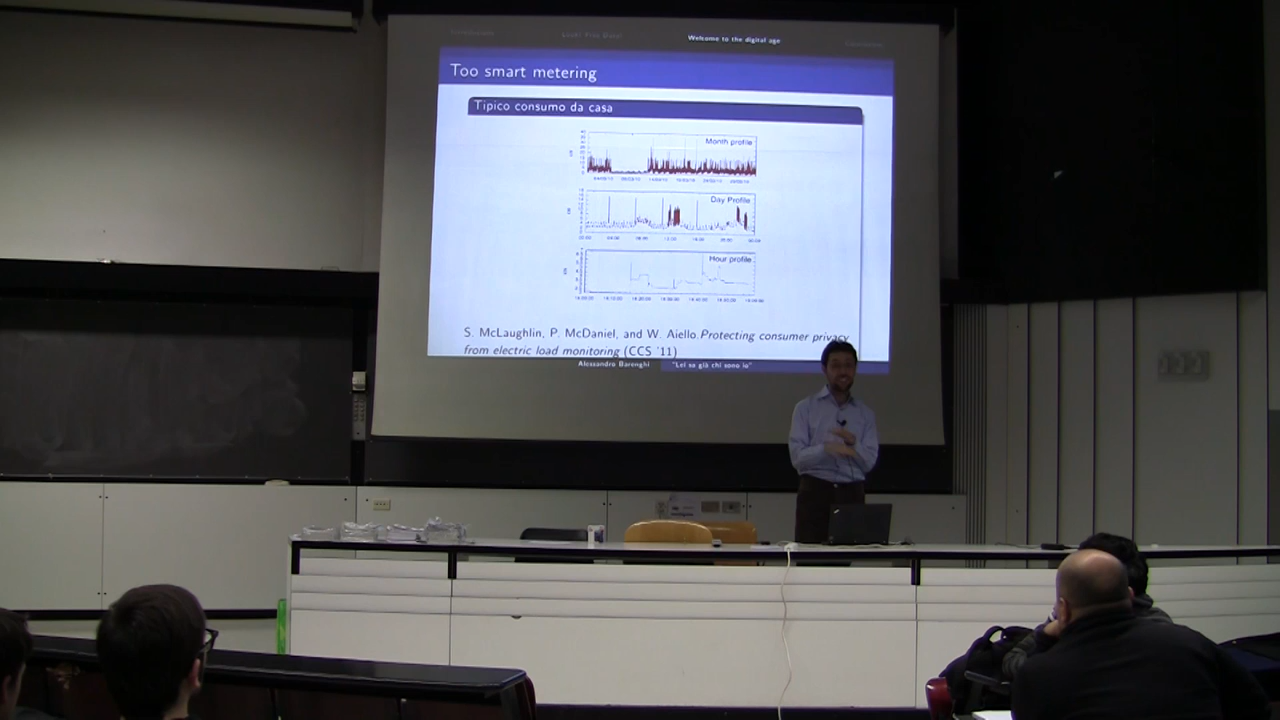 Welcome to the digital age
Too smart metering
Tipico consumo da casa
Month profile
Day Profile
Hour profile
S. McLaughlin, P. McDaniel, and W. Aiello.Protecting consumer privacy
from electric load monitoring (CCS '11)
Alessandro Barenghi "Lei sa già chi sono io"